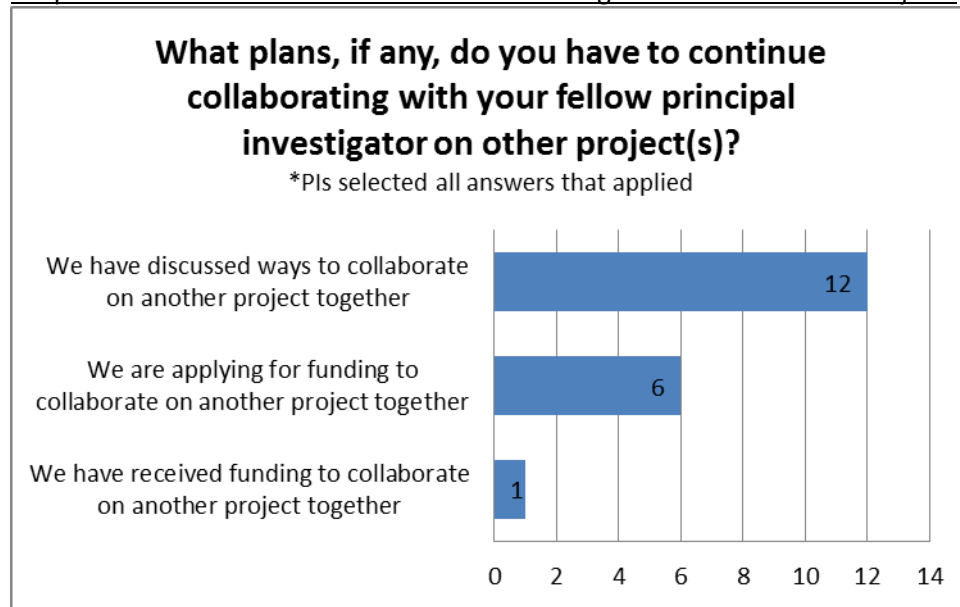 What plans, if any, do you have to continue
collaborating with your fellow principal
investigator on other project(s)?
*PIs selected all answers that applied
We have discussed ways to collaborate
on another project together
12
We are applying for funding to
collaborate on another project together
6
We have received funding to collaborate
on another project together
1
0 2 4 6 8 10 12 14